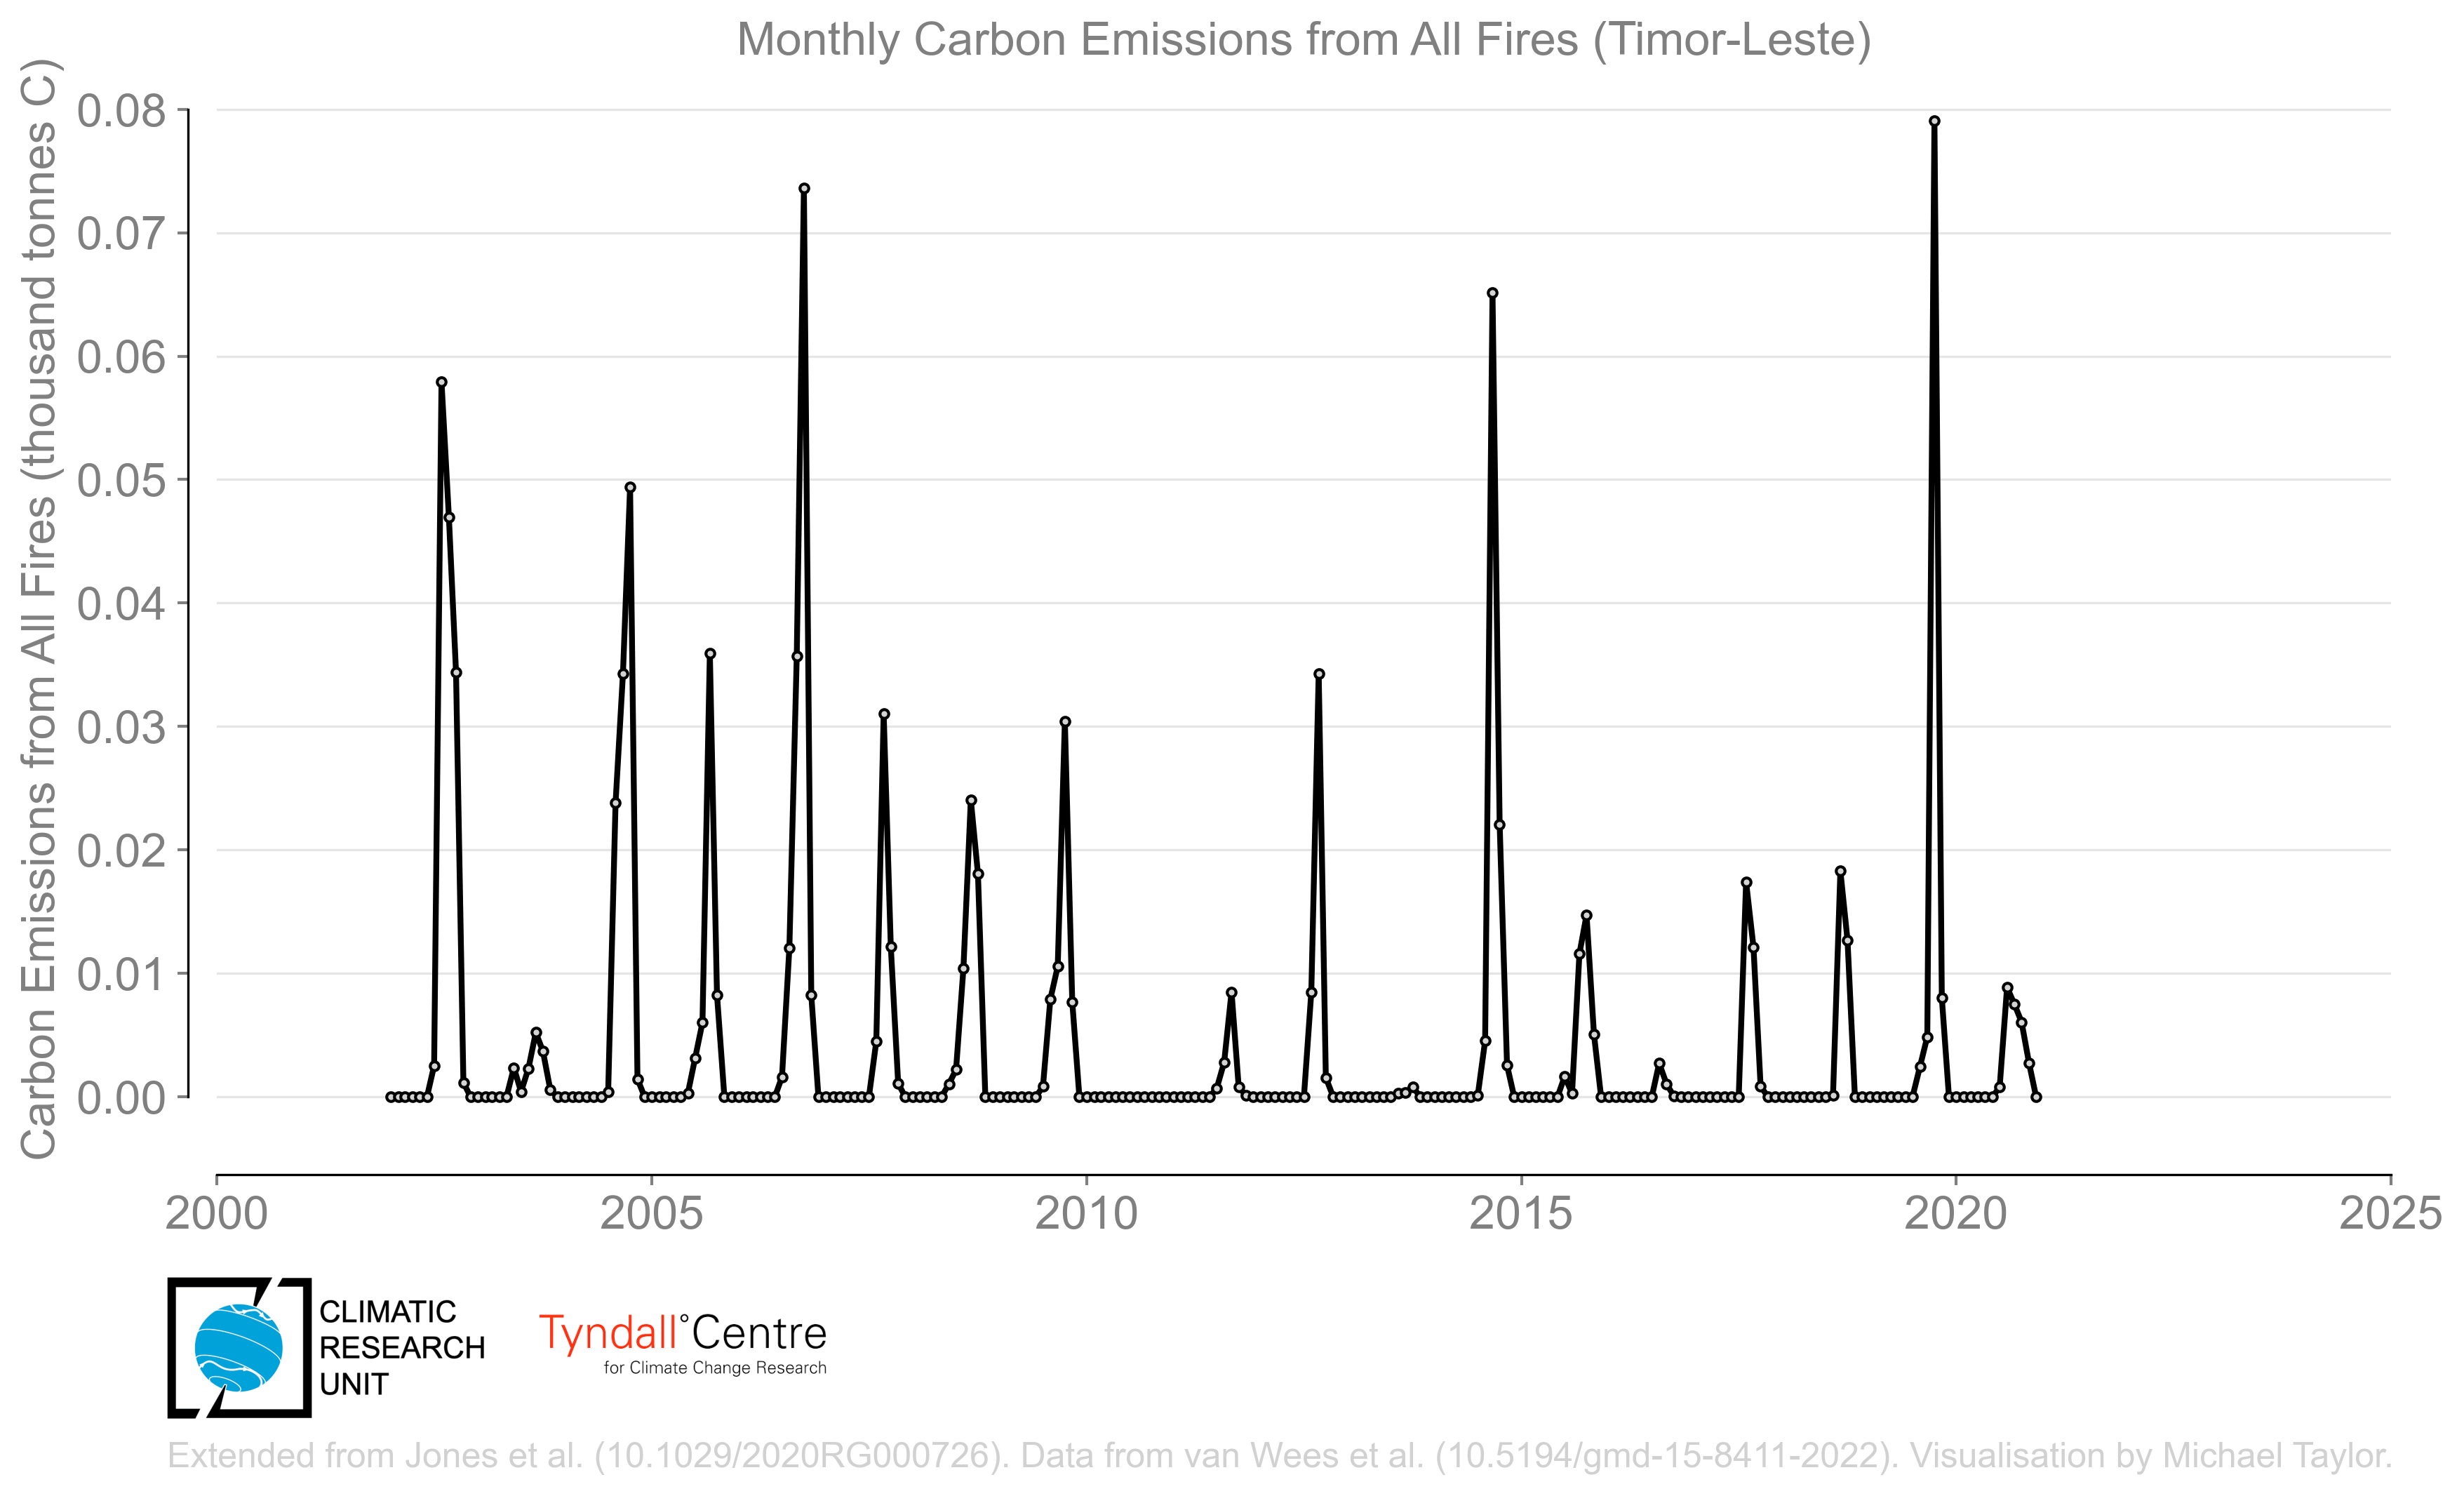 Monthly Carbon Emissions from All Fires (Timor-Leste)
Carbon Emissions from All Fires (thousand tonnes C)
0.08
0.07
0.06
0.05
0.04
0.03
0.02
0.01
0.00
2000 2005 2010 2015 2020 2025
CLIMATIC
RESEARCH
UNIT
Tyndall°Centre
for Climate Change Research
Extended from Jones et al. (10.1029/2020RG000726). Data from van Wees et al. (10.5194/gmd-15-8411-2022). Visualisation by Michael Taylor.